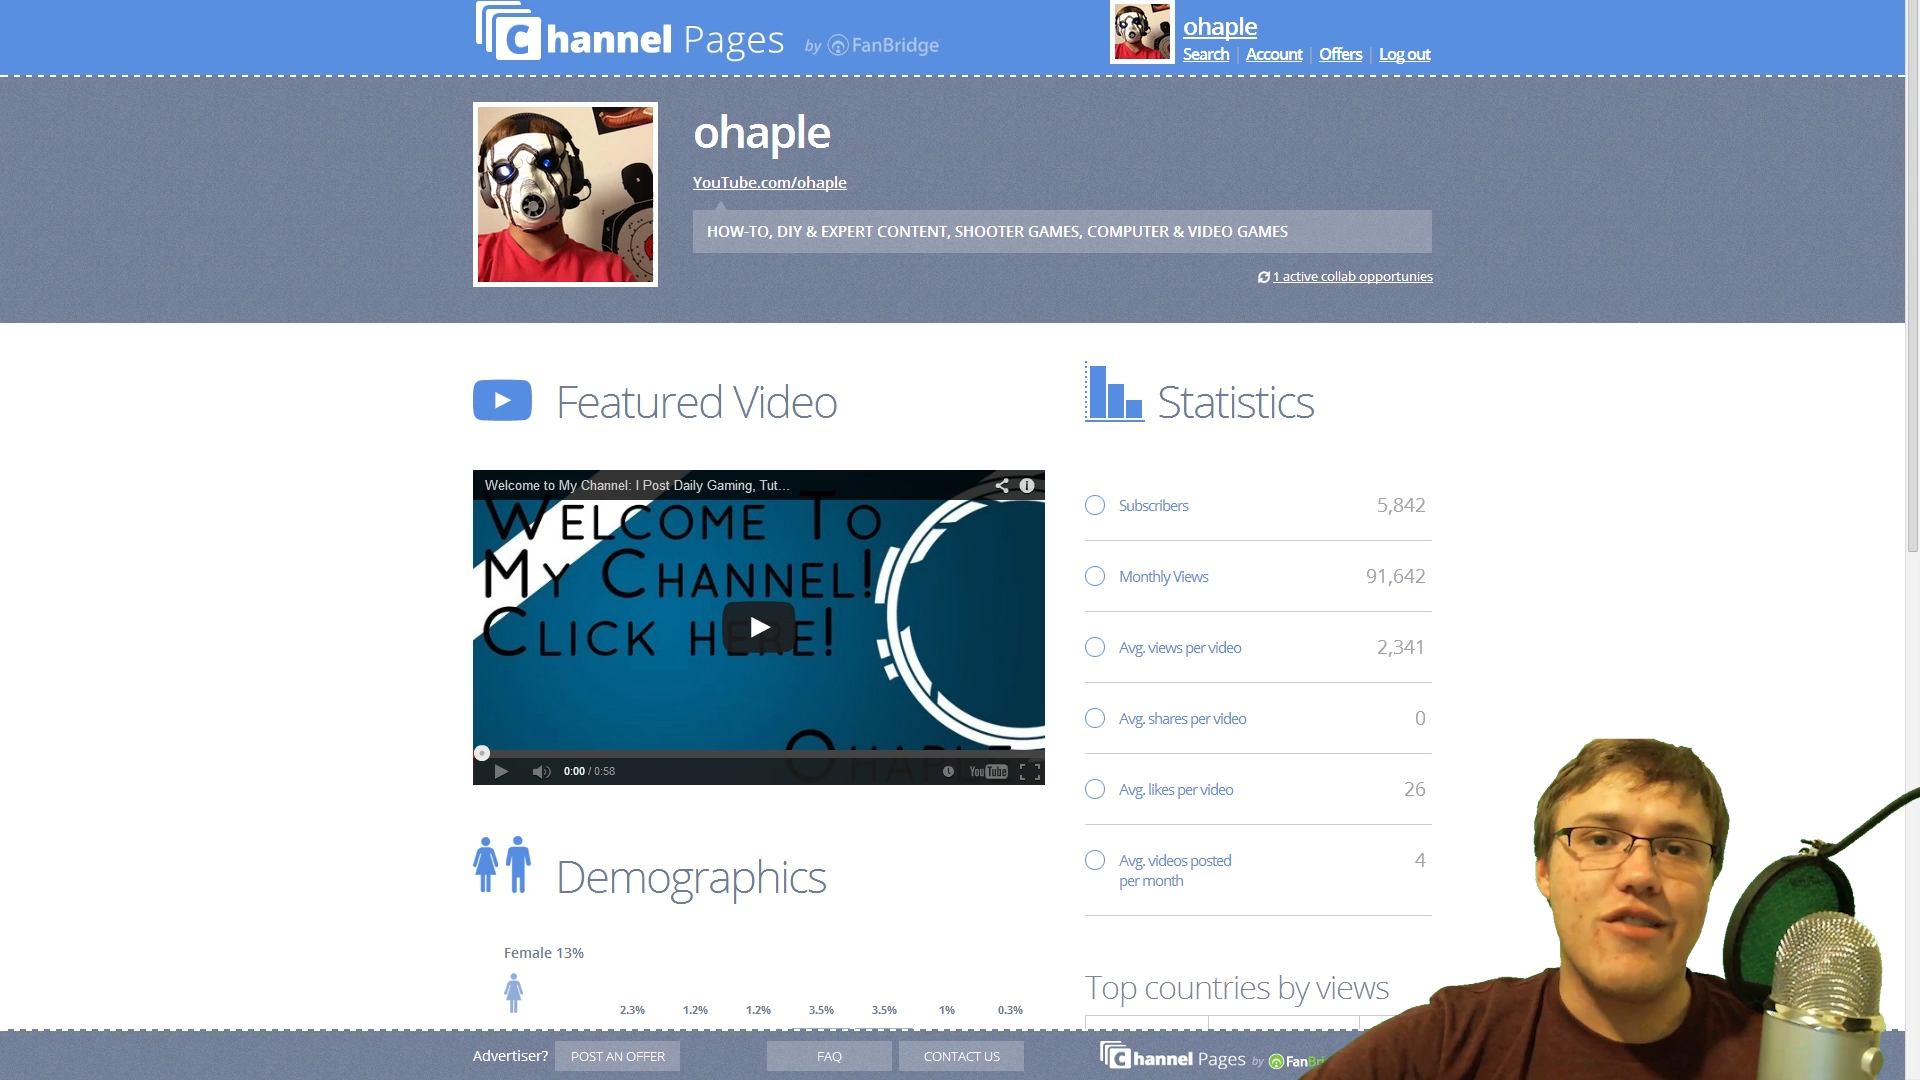 Channel Pages by FanBridge
ohaple
Search | Account | Offers | Log out
ohaple
YouTube.com/ohaple
HOW-TO, DIY & EXPERT CONTENT, SHOOTER GAMES, COMPUTER & VIDEO GAMES
1 active collab opportunies
Featured Video
Welcome to My Channel: I Post Daily Gaming, Tut...
WELCOME TO
MY CHANNEL!
CLICK HERE!
OHAPLE
0:00 / 0:58
YouTube
Statistics
Subscribers 5,842
Monthly Views 91,642
Avg. views per video 2,341
Avg. shares per video 0
Avg. likes per video 26
Avg. videos posted 4
per month
Demographics
Female 13%
2.3% 1.2% 1.2% 3.5% 3.5% 1% 0.3%
Top countries by views
Advertiser? POST AN OFFER FAQ CONTACT US Channel Pages by FanBri